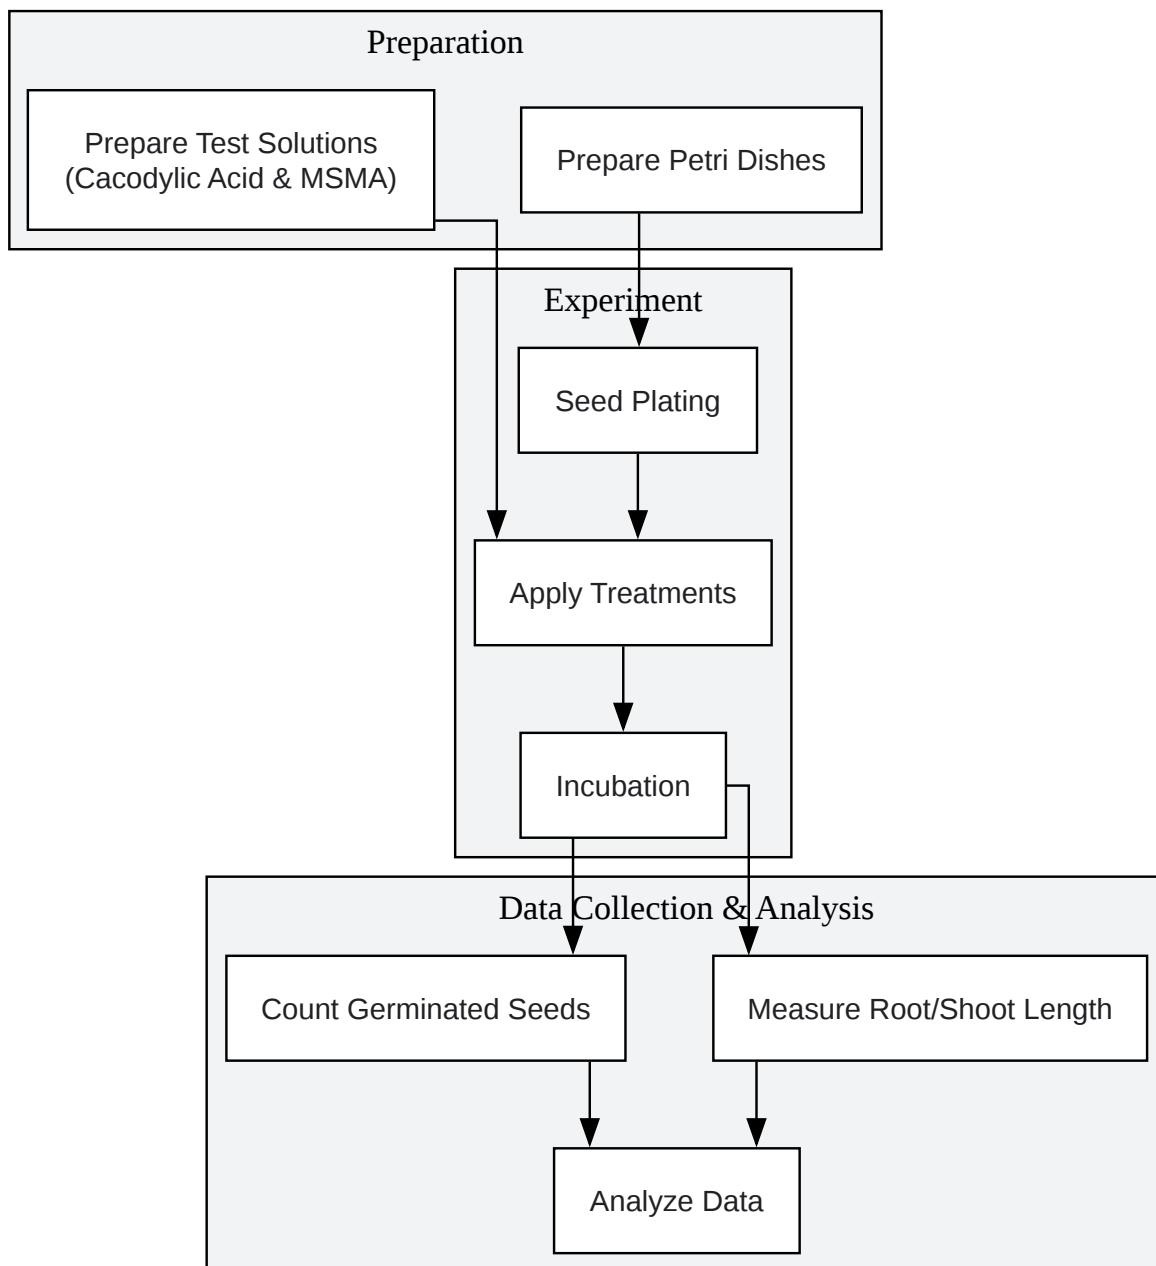 Preparation
Prepare Test Solutions
(Cacodylic Acid & MSMA)
Prepare Petri Dishes
Experiment
Seed Plating
Apply Treatments
Incubation
Data Collection & Analysis
Count Germinated Seeds
Measure Root/Shoot Length
Analyze Data